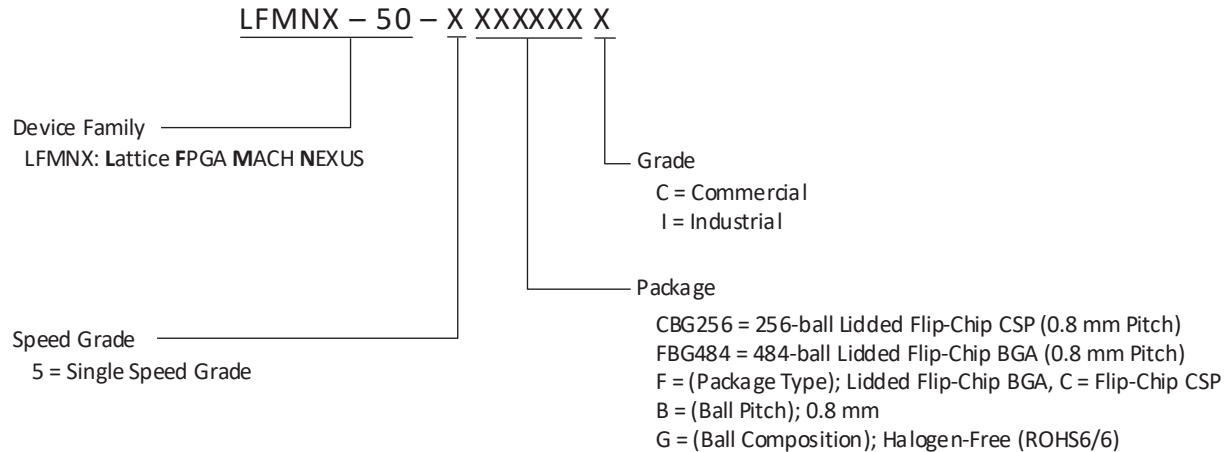 LFMNX – 50 – X XXXXXX X
Device Family
LFMNX: Lattice FPGA MACH NEXUS
Grade
C = Commercial
I = Industrial
Package
CBG256 = 256-ball Lidded Flip-Chip CSP (0.8 mm Pitch)
FBG484 = 484-ball Lidded Flip-Chip BGA (0.8 mm Pitch)
F = (Package Type); Lidded Flip-Chip BGA, C = Flip-Chip CSP
B = (Ball Pitch); 0.8 mm
G = (Ball Composition); Halogen-Free (ROHS6/6)
Speed Grade
5 = Single Speed Grade